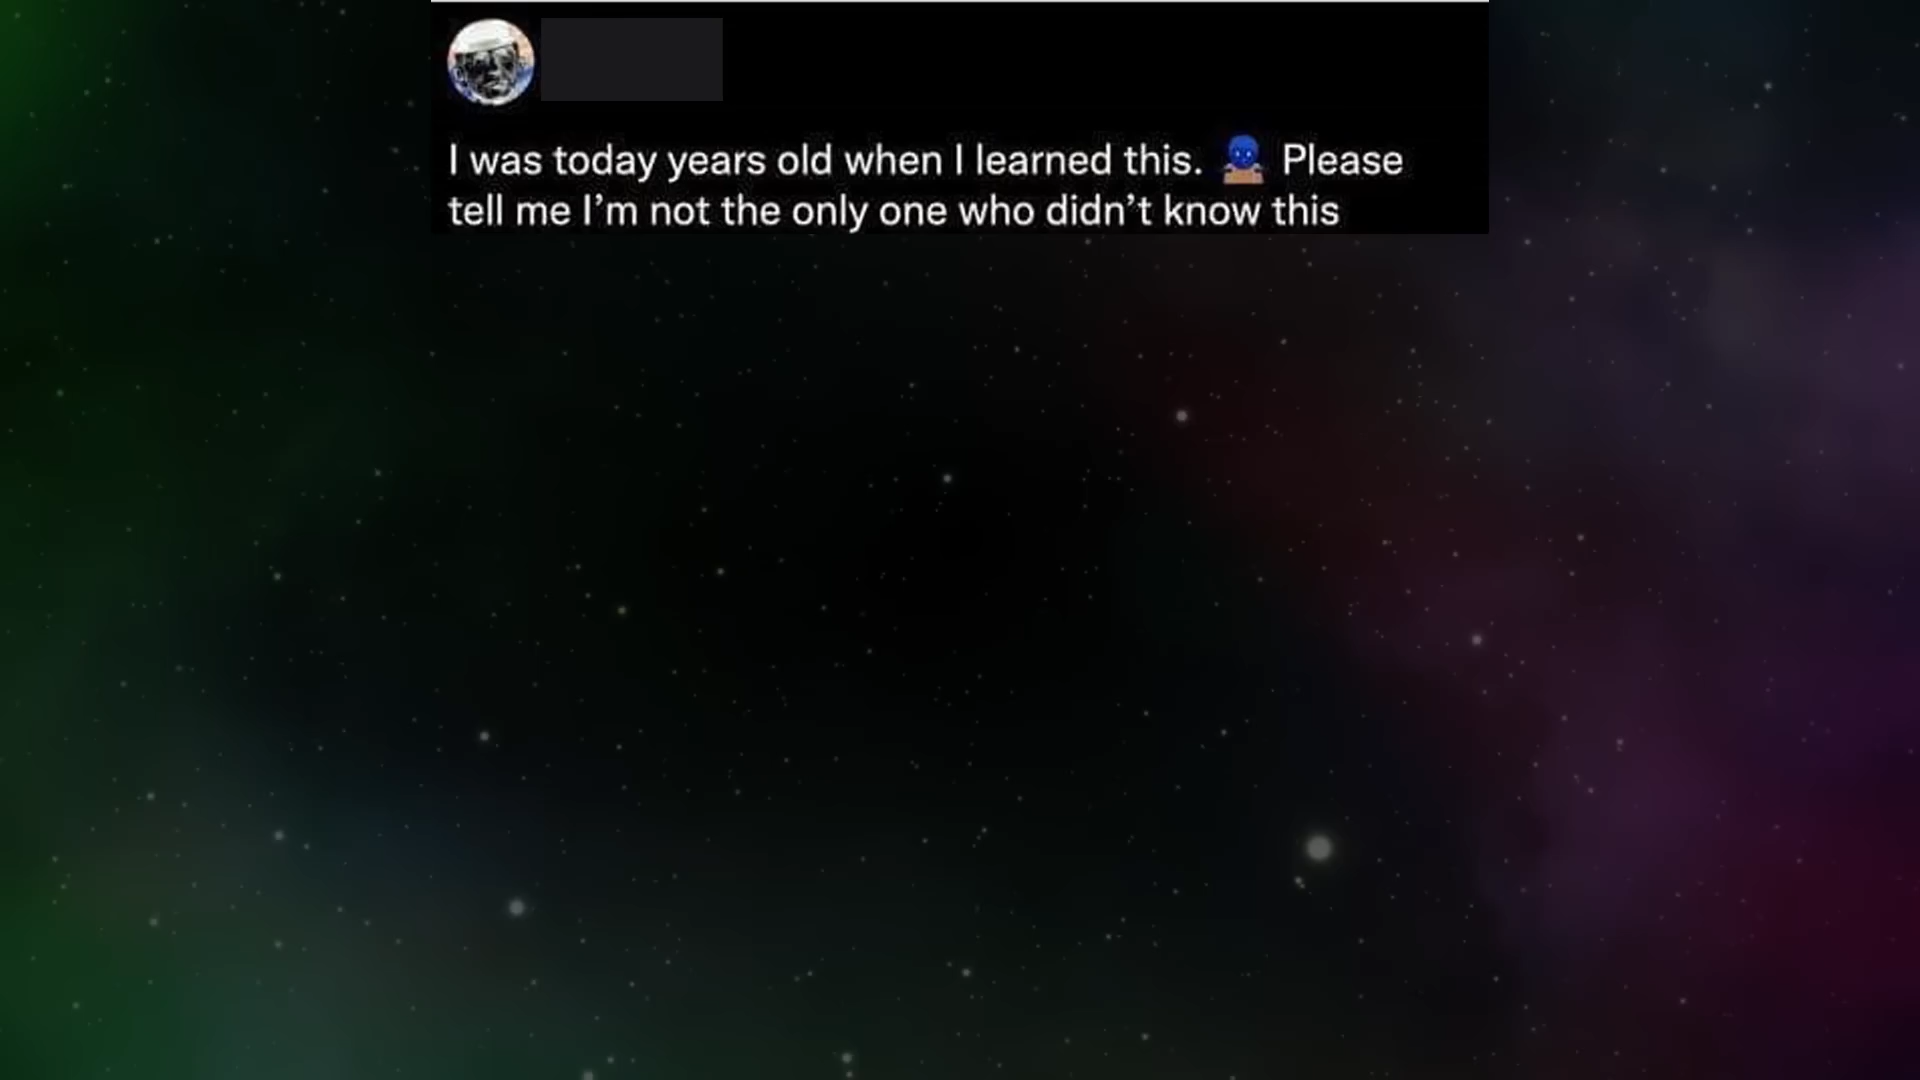 I was today years old when I learned this. Please
tell me I’m not the only one who didn’t know this